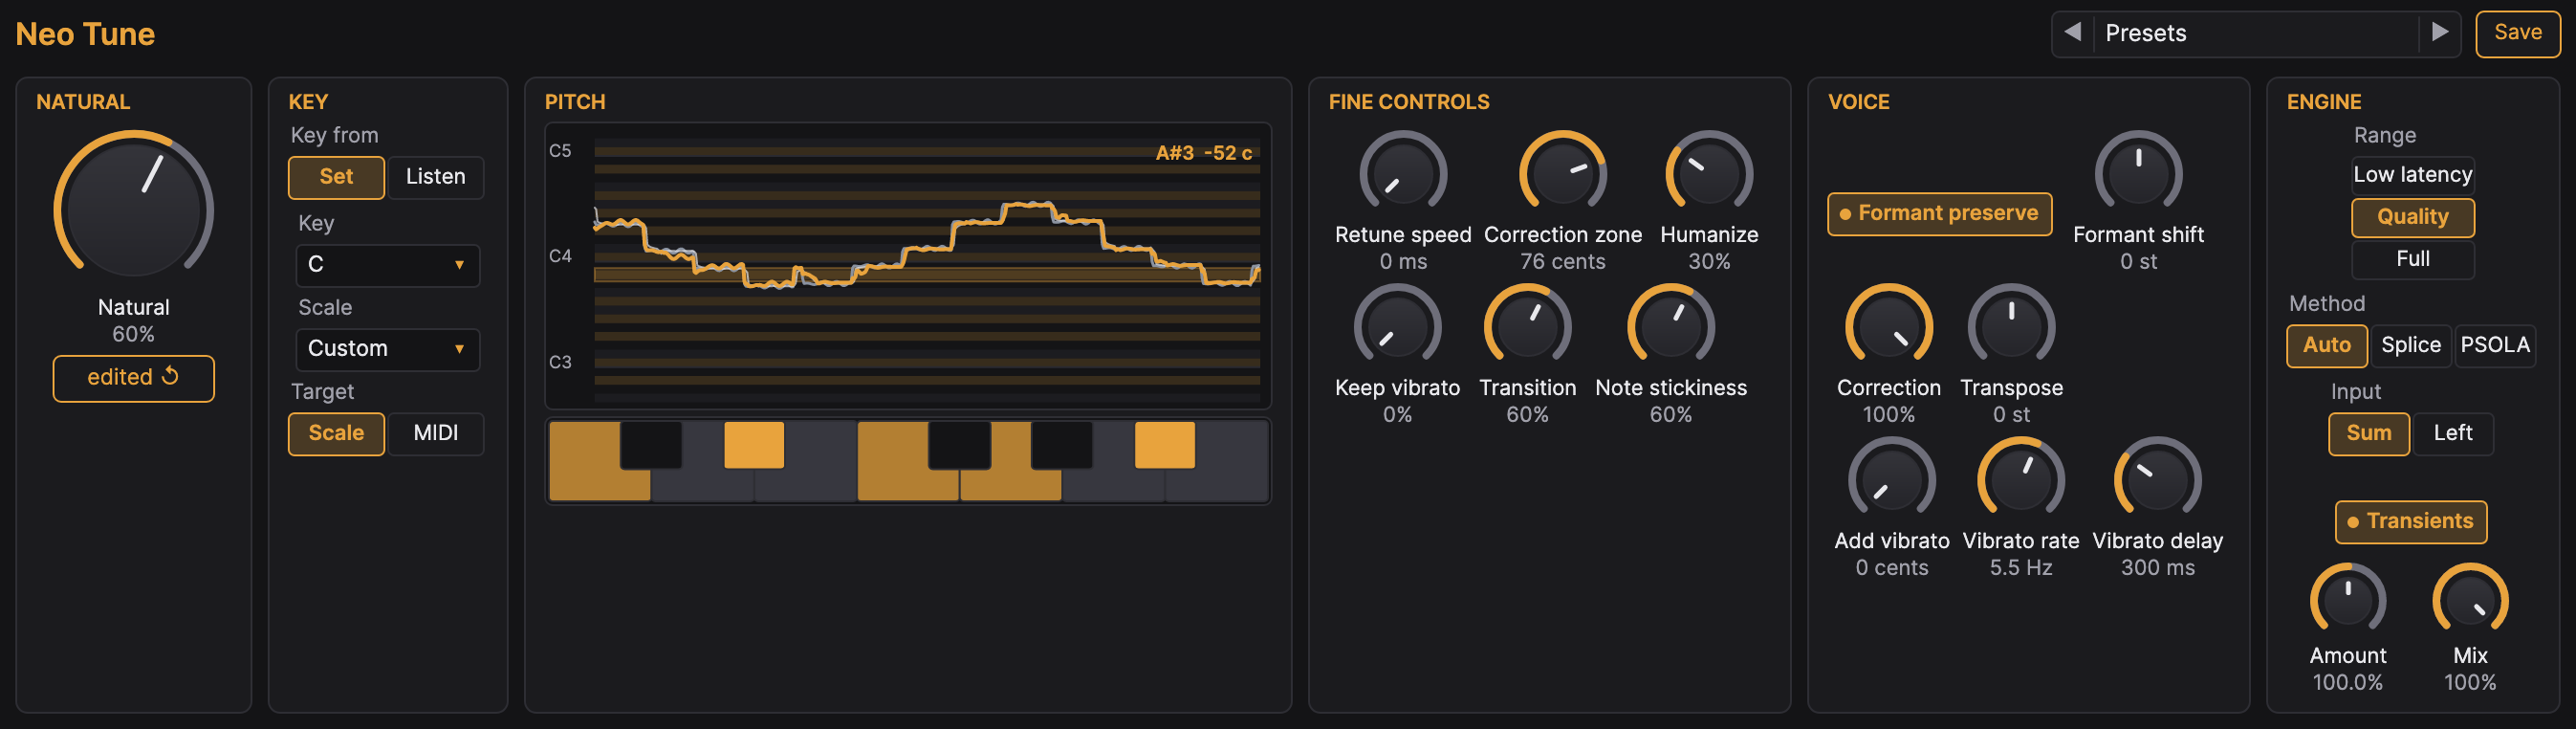 Neo Tune
Presets
Save
NATURAL
Natural
60%
edited
KEY
Key from
Set Listen
Key
C
Scale
Custom
Target
Scale MIDI
PITCH
C5
A#3 -52 c
C4
C3
FINE CONTROLS
Retune speed Correction zone Humanize
0 ms 76 cents 30%
Keep vibrato Transition Note stickiness
0% 60% 60%
VOICE
Formant preserve
Formant shift
0 st
Correction Transpose
100% 0 st
Add vibrato Vibrato rate Vibrato delay
0 cents 5.5 Hz 300 ms
ENGINE
Range
Low latency
Quality
Full
Method
Auto Splice PSOLA
Input
Sum Left
Transients
Amount Mix
100.0% 100%